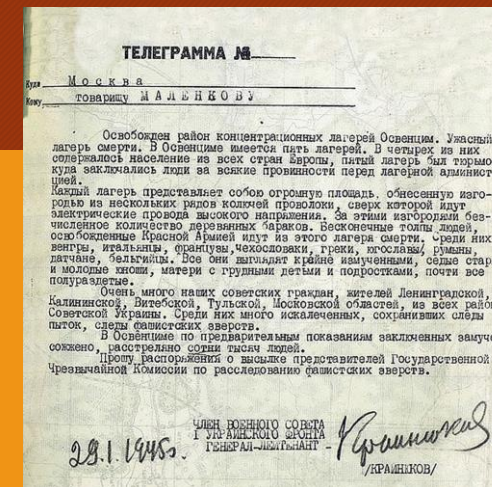 ТЕЛЕГРАММА №
Куда Москва
Кому товарищу МАЛЕНКОВУ
Освобожден район концентрационных лагерей Освенцим. Ужасный
лагерь смерти. В Освенциме имеется пять лагерей. В четырех из них
содержалось население из всех стран Европы, пятый лагерь был тюрьмо
куда заключались люди за всякие провинности перед лагерной админист
цией.
Каждый лагерь представляет собою огромную площадь, обнесенную изго-
родью из нескольких рядов колючей проволоки, сверх которой идут
электрические провода высокого напряжения. За этими изгородями без-
численное количество деревянных бараков. Бесконечные толпы людей,
освобожденные Красной Армией идут из этого лагеря смерти. Среди них
венгры, итальянцы, французы, чехословаки, греки, югославы, румыны,
датчане, бельгийцы. Все они выглядят крайне измученными, седые стар
и молодые юноши, матери с грудными детьми и подростками, почти все
полураздетые.
Очень много наших советских граждан, жителей Ленинградской,
Калининской, Витебской, Тульской, Московской областей, из всех район
Советской Украины. Среди них много искалеченных, сохранивших следы
пыток, следы фашистских зверств.
В Освенциме по предварительным показаниям заключенных замуче
сожжено, расстреляно сотни тысяч людей.
Прошу распоряжения о высылке представителей Государственной
Чрезвычайной Комиссии по расследованию фашистских зверств.
ЧЛЕН ВОЕННОГО СОВЕТА
I УКРАИНСКОГО ФРОНТА
ГЕНЕРАЛ-ЛЕЙТЕНАНТ -
29.1.1945г.
/КРАЙНЮКОВ/